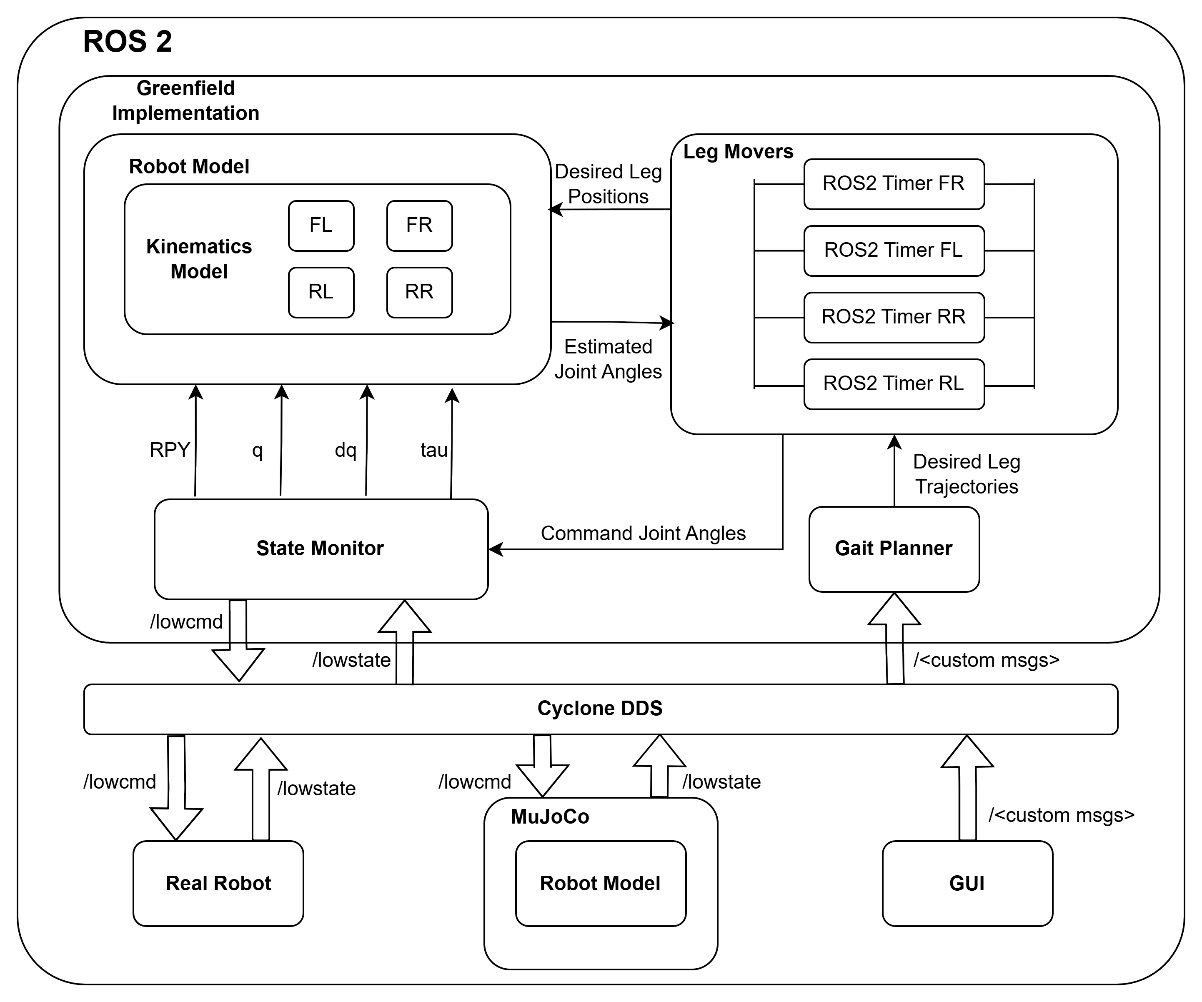 ROS 2
Greenfield
Implementation
Robot Model
Kinematics
Model
FL
FR
RL
RR
Desired Leg
Positions
Estimated
Joint Angles
Leg Movers
ROS2 Timer FR
ROS2 Timer FL
ROS2 Timer RR
ROS2 Timer RL
RPY
q
dq
tau
Desired Leg
Trajectories
State Monitor
Command Joint Angles
Gait Planner
/lowcmd
/lowstate
/<custom msgs>
Cyclone DDS
/lowcmd
/lowstate
/lowcmd
/lowstate
/<custom msgs>
Real Robot
MuJoCo
Robot Model
GUI